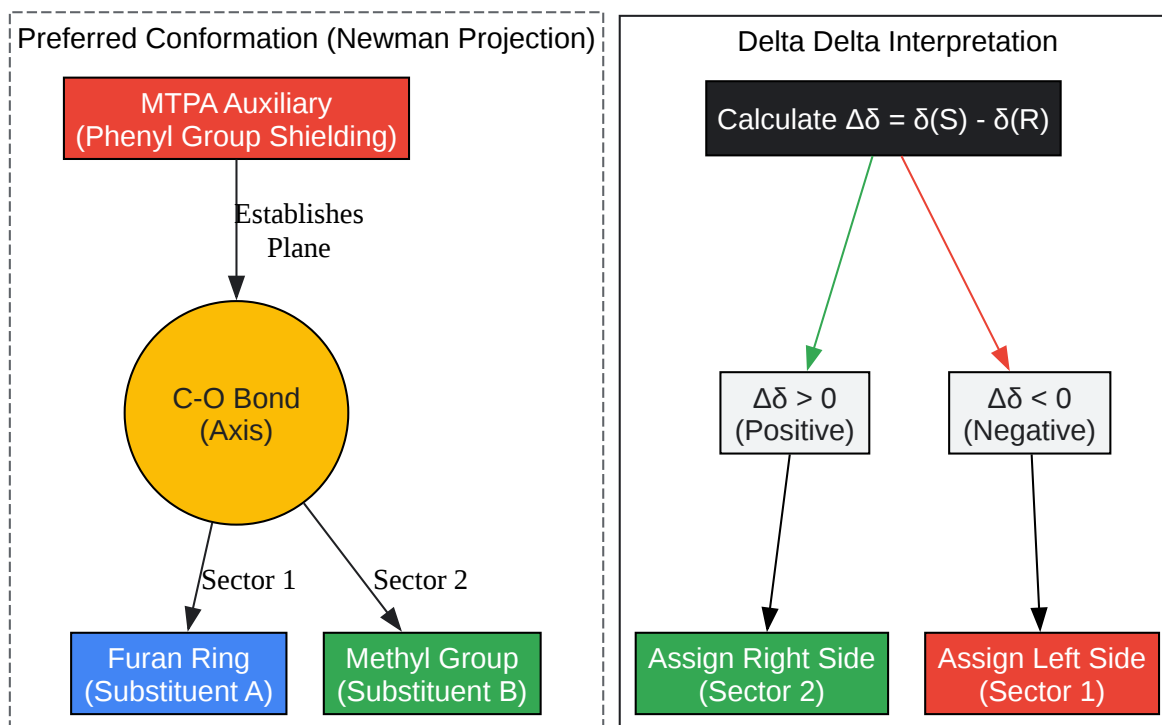 Preferred Conformation (Newman Projection)
MTPA Auxiliary
(Phenyl Group Shielding)
Establishes
Plane
C-O Bond
(Axis)
Sector 1
Sector 2
Furan Ring
(Substituent A)
Methyl Group
(Substituent B)
Delta Delta Interpretation
Calculate Δδ = δ(S) - δ(R)
Δδ > 0
(Positive)
Δδ < 0
(Negative)
Assign Right Side
(Sector 2)
Assign Left Side
(Sector 1)